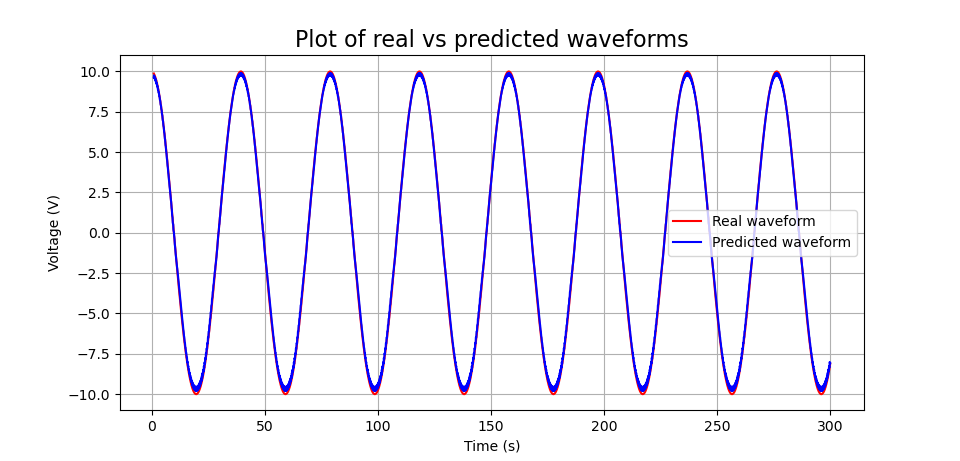 Plot of real vs predicted waveforms
10.0
7.5
5.0
2.5
0.0
−2.5
−5.0
−7.5
−10.0
Voltage (V)
Real waveform
Predicted waveform
0 50 100 150 200 250 300
Time (s)